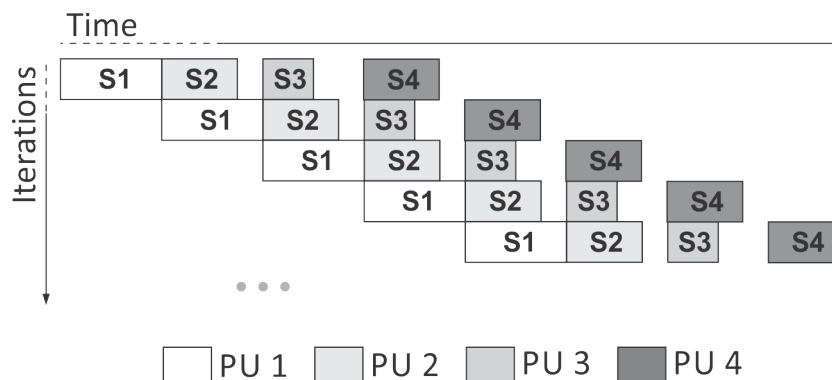 Time
Iterations
S1 S2 S3 S4
S1 S2 S3 S4
S1 S2 S3 S4
S1 S2 S3 S4
S1 S2 S3 S4
PU 1 PU 2 PU 3 PU 4